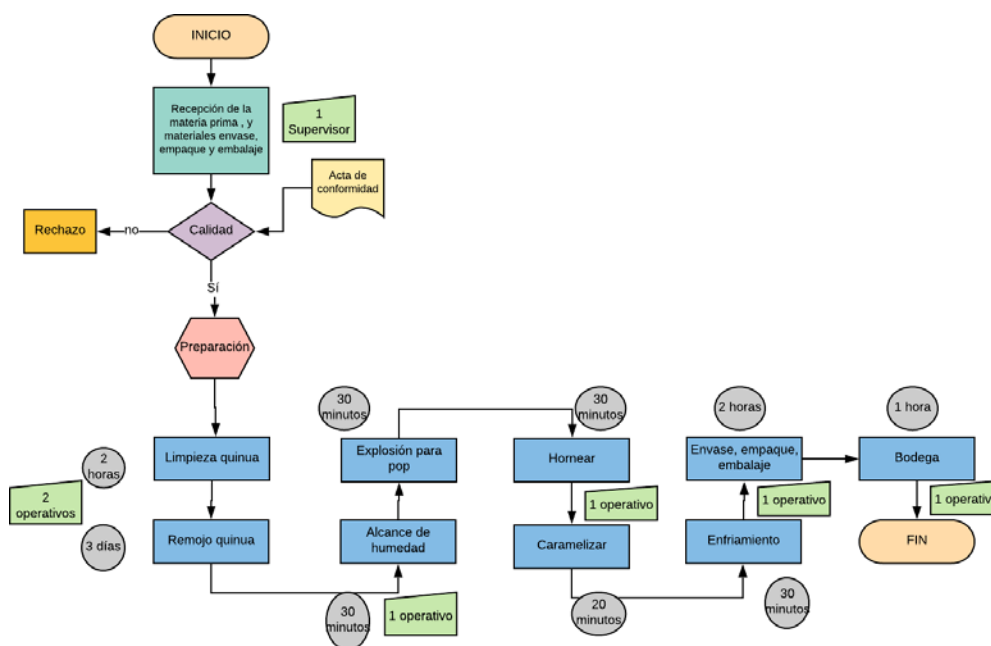 INICIO
Recepción de la
materia prima , y
materiales envase,
empaque y embalaje
1
Supervisor
Acta de
conformidad
Rechazo
no
Calidad
Sí
Preparación
30
minutos
30
minutos
2 horas
1 hora
2
horas
Limpieza quinua
Explosión para
pop
Hornear
Envase, empaque,
embalaje
Bodega
2
operativos
1 operativo
1 operativo
1 operativo
3 días
Remojo quinua
Alcance de
humedad
Caramelizar
Enfriamiento
FIN
30
minutos
1 operativo
20
minutos
30
minutos